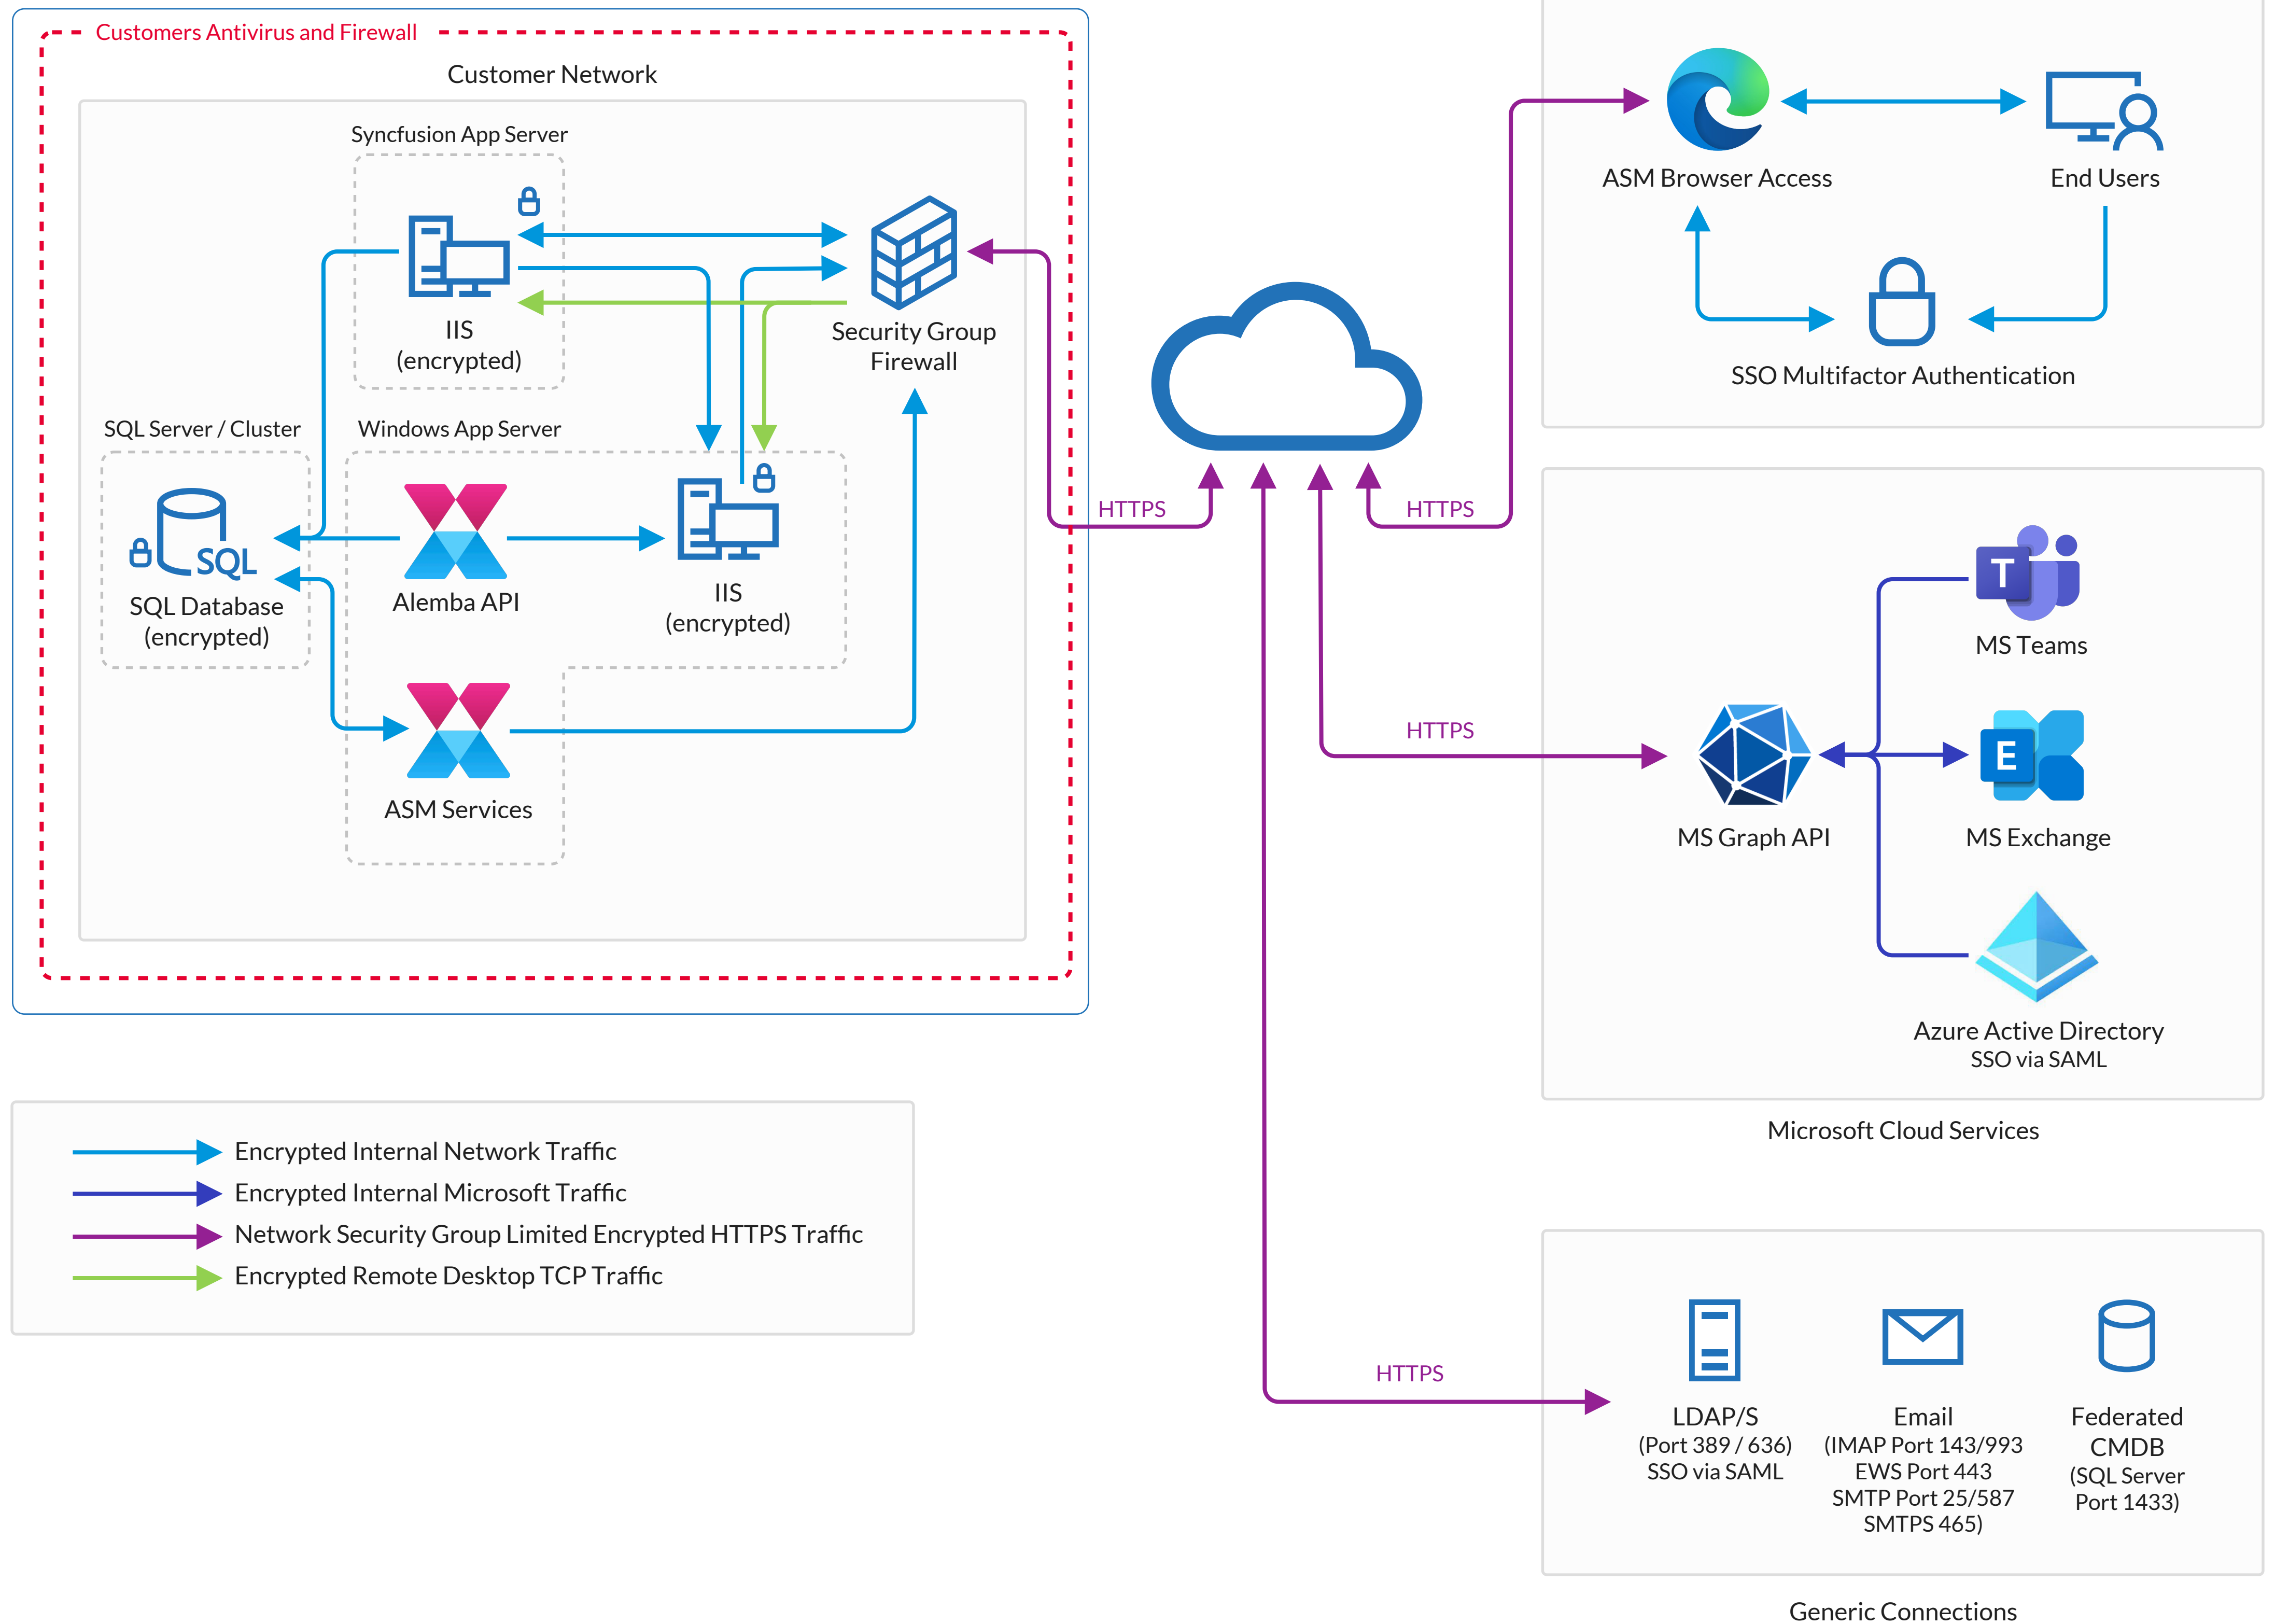 Customers Antivirus and Firewall
Customer Network
Syncfusion App Server
IIS
(encrypted)
Security Group
Firewall
SQL Server / Cluster
Windows App Server
SQL
SQL Database
(encrypted)
Alemba API
IIS
(encrypted)
ASM Services
HTTPS
HTTPS
ASM Browser Access
End Users
SSO Multifactor Authentication
T
MS Teams
HTTPS
MS Graph API
E
MS Exchange
Azure Active Directory
SSO via SAML
Microsoft Cloud Services
Encrypted Internal Network Traffic
Encrypted Internal Microsoft Traffic
Network Security Group Limited Encrypted HTTPS Traffic
Encrypted Remote Desktop TCP Traffic
HTTPS
LDAP/S
(Port 389 / 636)
SSO via SAML
Email
(IMAP Port 143/993
EWS Port 443
SMTP Port 25/587
SMTPS 465)
Federated
CMDB
(SQL Server
Port 1433)
Generic Connections